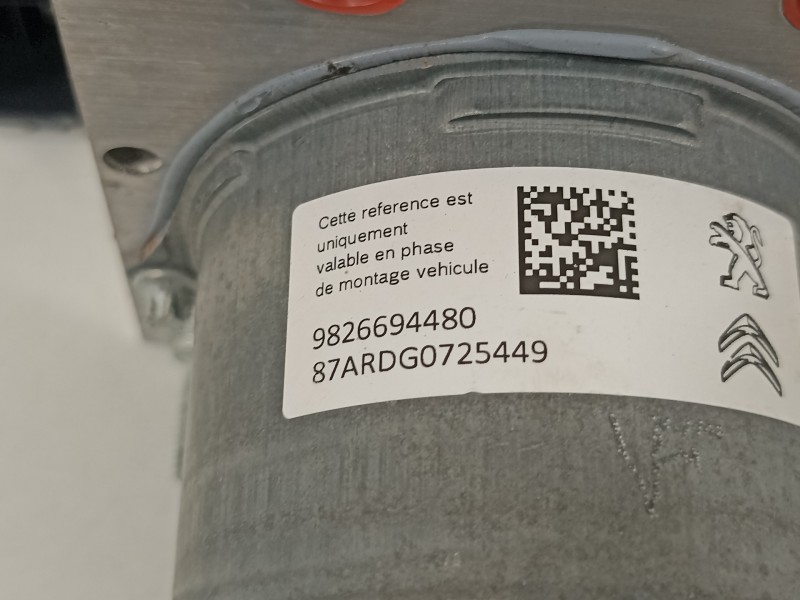 Cette reference est
uniquement
valable en phase
de montage vehicule
9826694480
87ARDG0725449